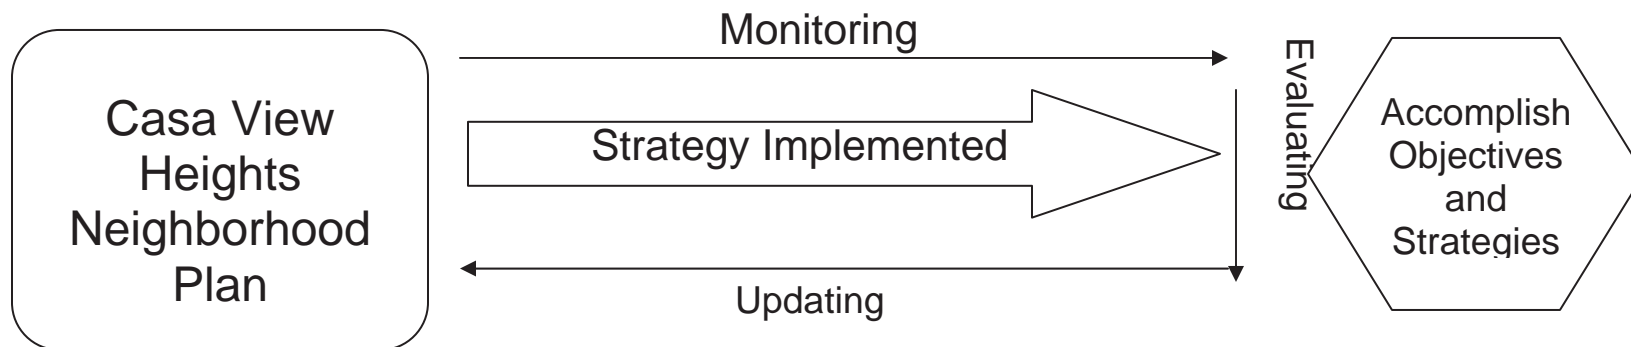 Casa View
Heights
Neighborhood
Plan
Monitoring
Strategy Implemented
Updating
Evaluating
Accomplish
Objectives
and
Strategies